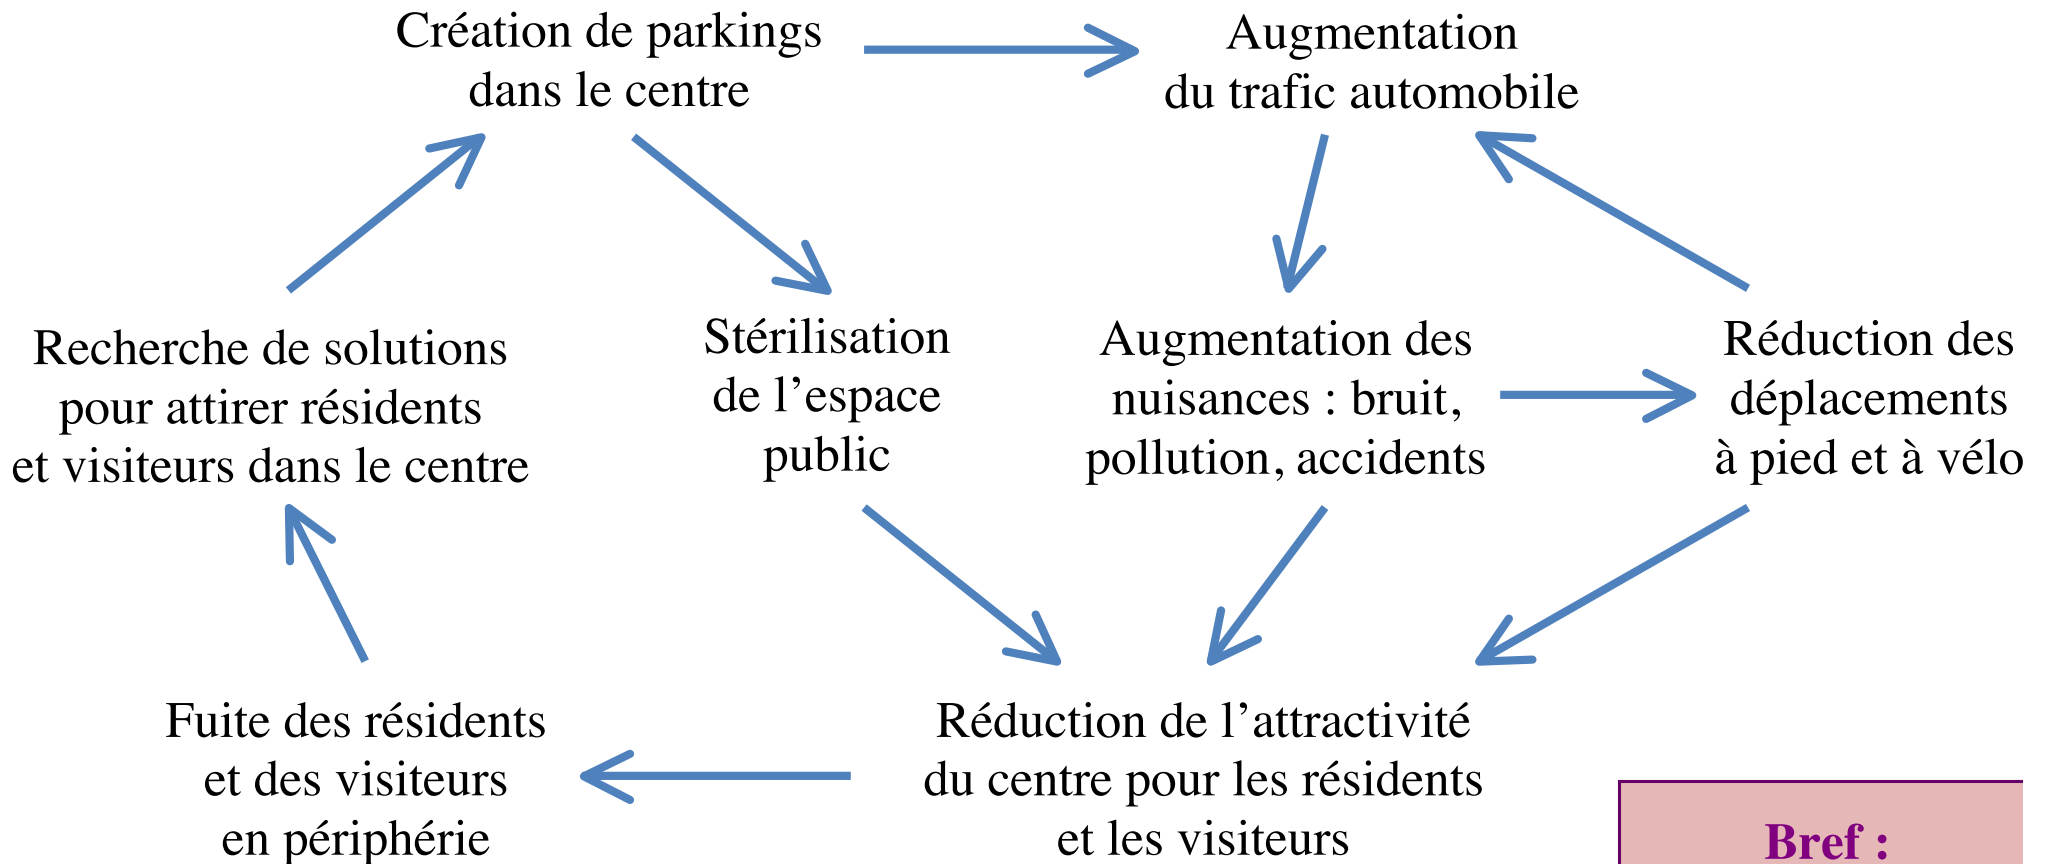 Création de parkings
dans le centre
Augmentation
du trafic automobile
Recherche de solutions
pour attirer résidents
et visiteurs dans le centre
Stérilisation
de l’espace
public
Augmentation des
nuisances : bruit,
pollution, accidents
Réduction des
déplacements
à pied et à vélo
Fuite des résidents
et des visiteurs
en périphérie
Réduction de l’attractivité
du centre pour les résidents
et les visiteurs
Bref :